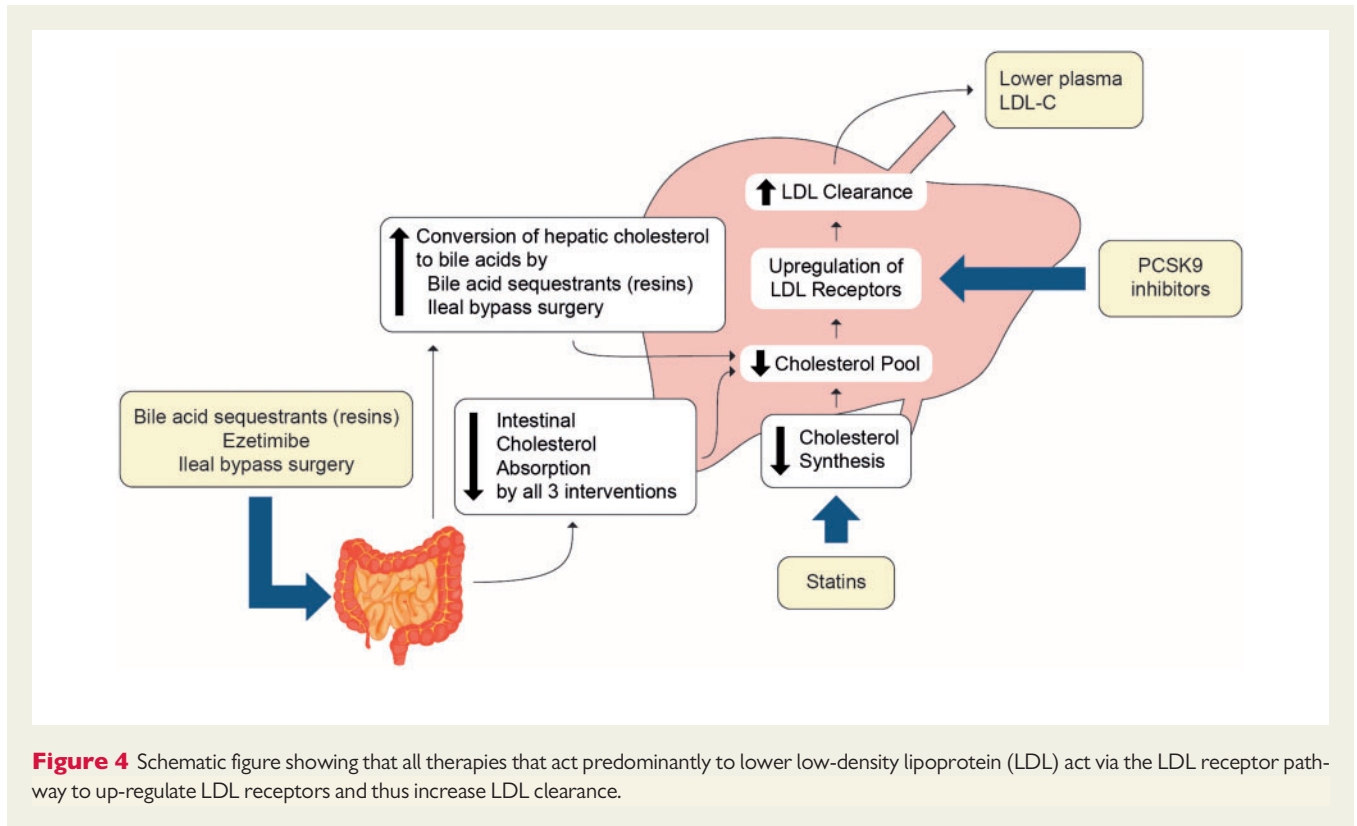 Lower plasma
LDL-C
LDL Clearance
Conversion of hepatic cholesterol
to bile acids by
Bile acid sequestrants (resins)
Ileal bypass surgery
Upregulation of
LDL Receptors
PCSK9
inhibitors
Cholesterol Pool
Bile acid sequestrants (resins)
Ezetimibe
Ileal bypass surgery
Intestinal
Cholesterol
Absorption
by all 3 interventions
Cholesterol
Synthesis
Statins
Figure 4 Schematic figure showing that all therapies that act predominantly to lower low-density lipoprotein (LDL) act via the LDL receptor path-
way to up-regulate LDL receptors and thus increase LDL clearance.